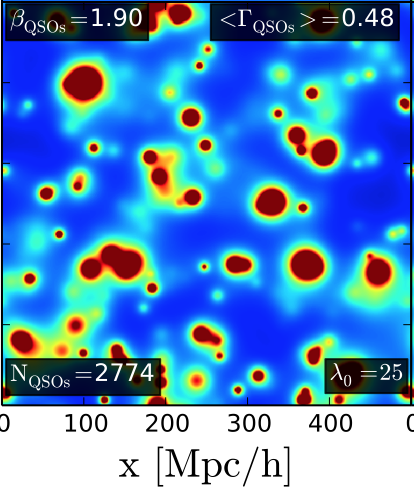 β_QSOs=1.90
<Γ_QSOs>=0.48
N_QSOs=2774
λ_0=25
0 100 200 300 400
x [Mpc/h]